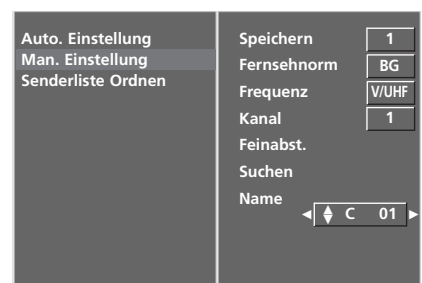 Auto. Einstellung
Man. Einstellung
Senderliste Ordnen
Speichern 1
Fernsehnorm BG
Frequenz V/UHF
Kanal 1
Feinabst.
Suchen
Name
C 01